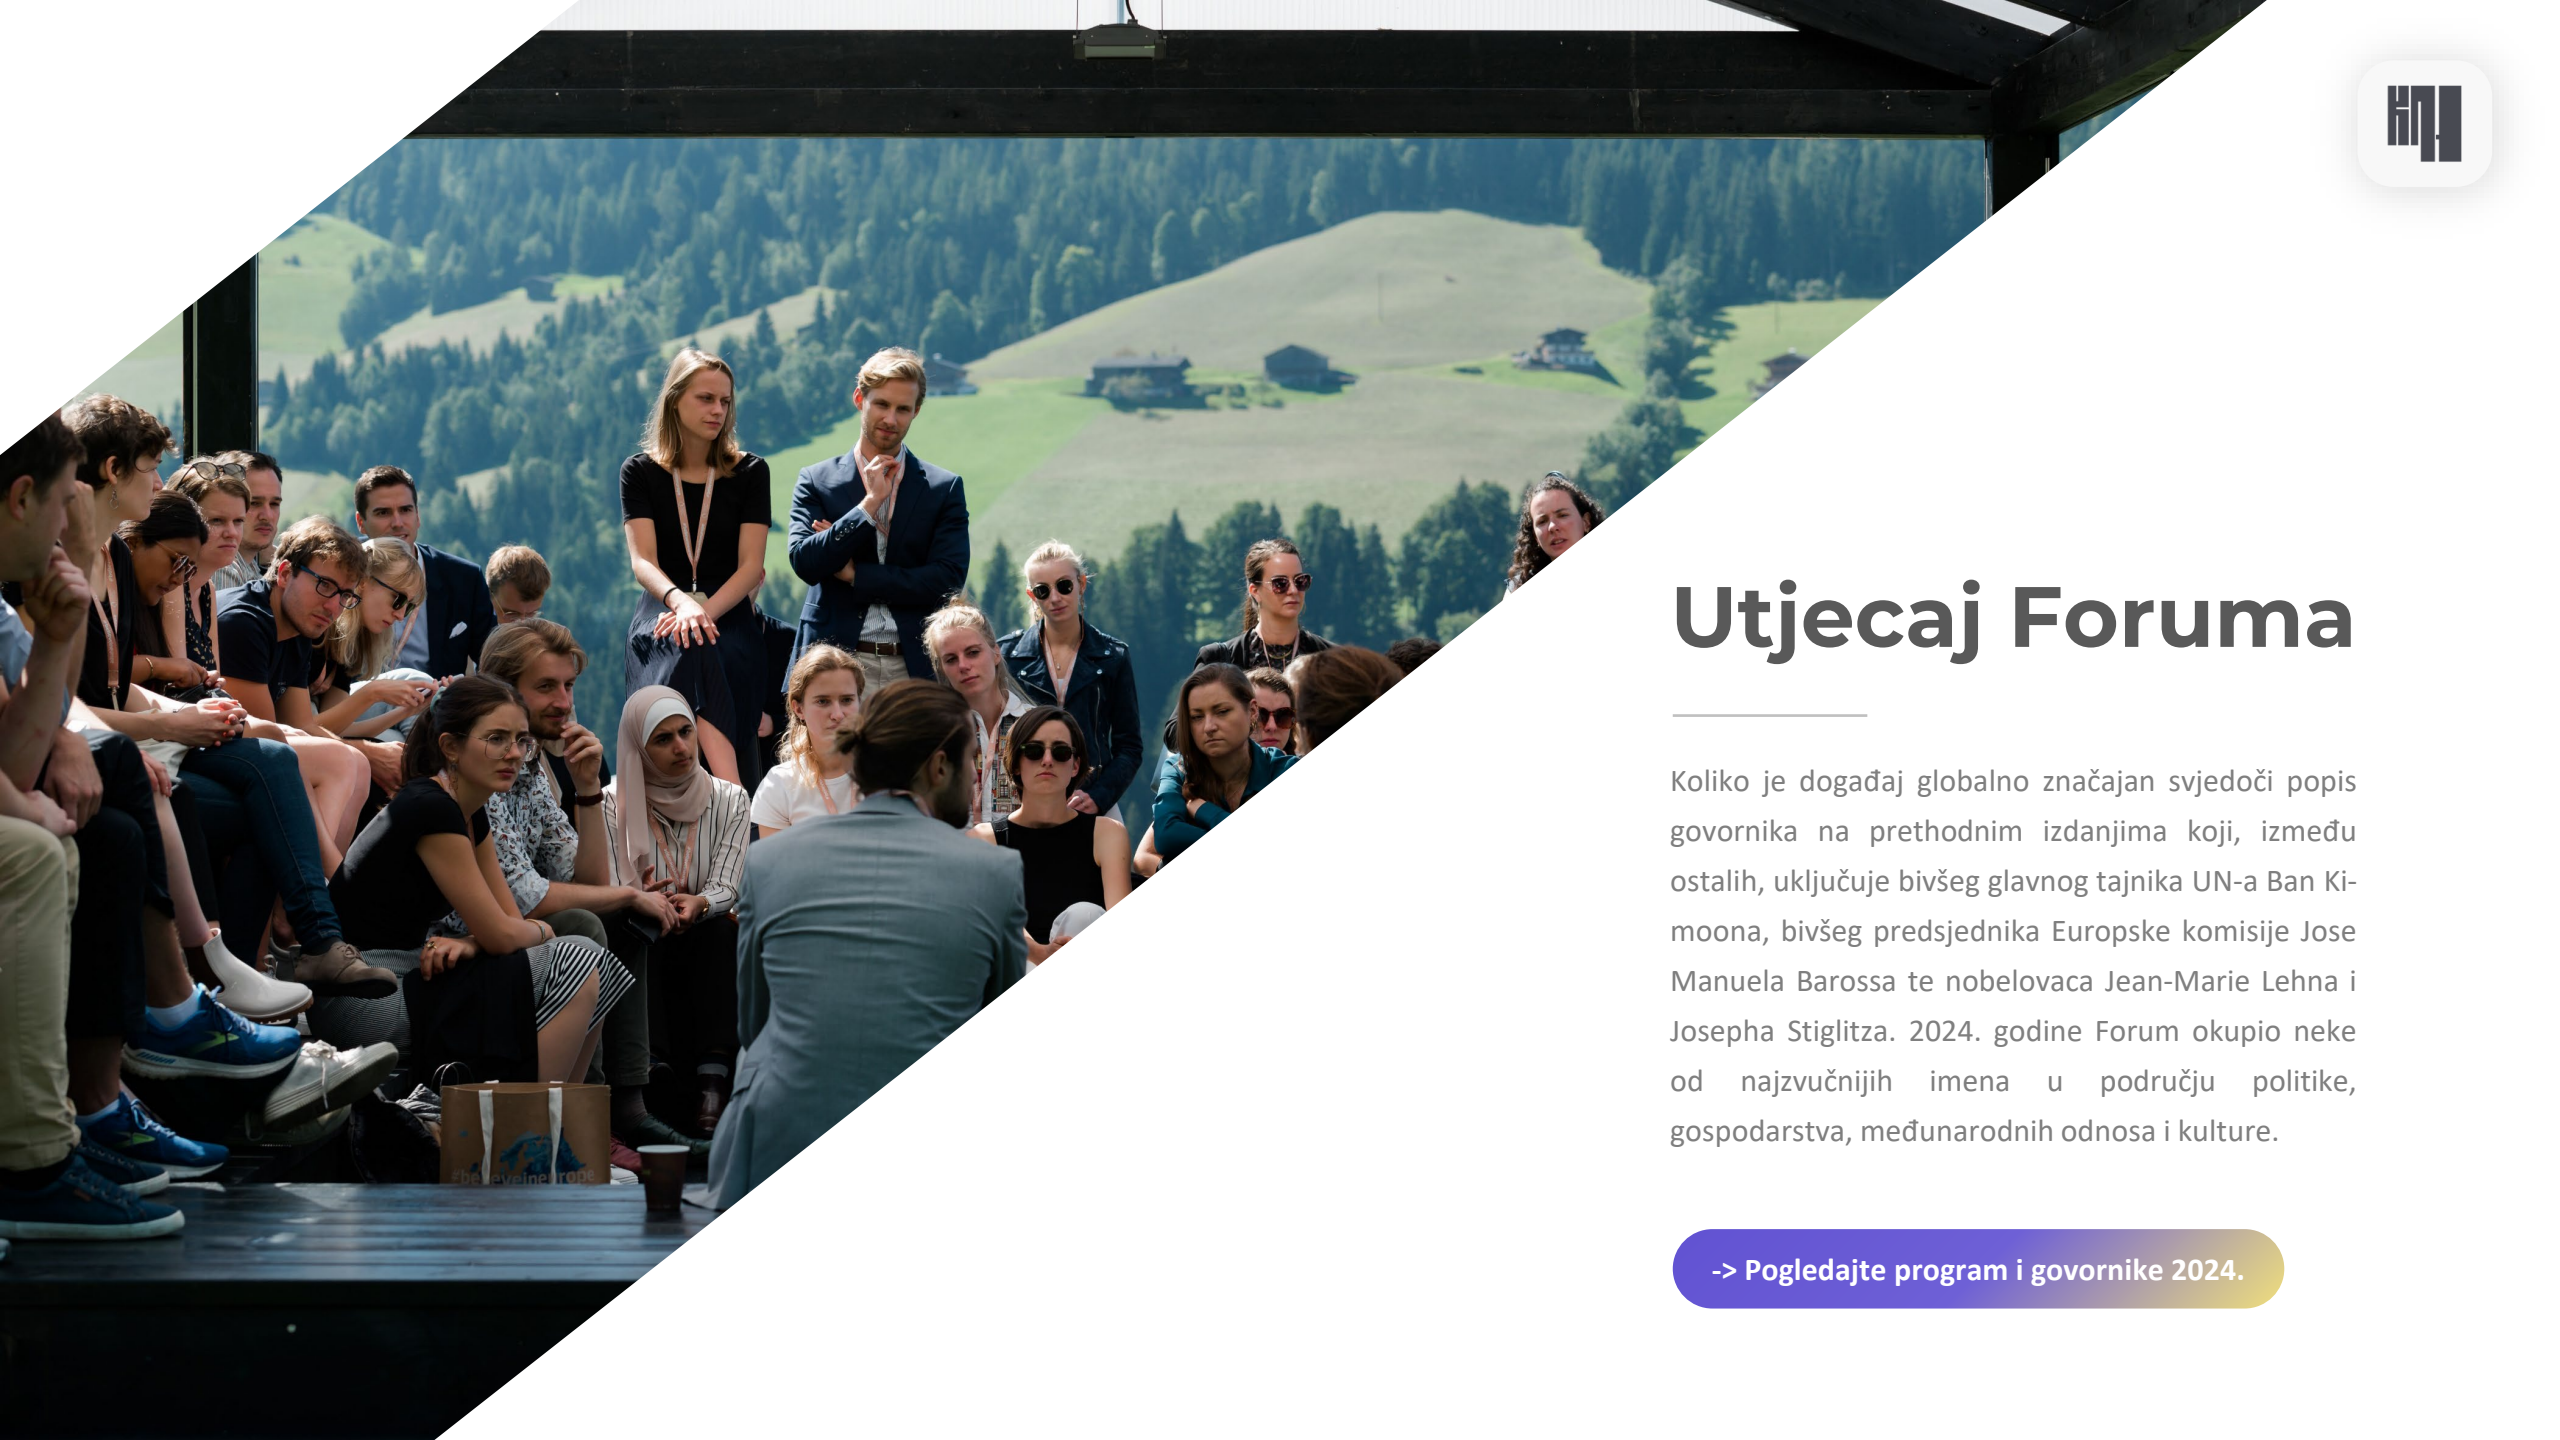 Utjecaj Foruma
Koliko je događaj globalno značajan svjedoči popis
govornika na prethodnim izdanjima koji, između
ostalih, uključuje bivšeg glavnog tajnika UN-a Ban Ki-
moona, bivšeg predsjednika Europske komisije Jose
Manuela Barossa te nobelovaca Jean-Marie Lehna i
Josepha Stiglitza. 2024. godine Forum okupio neke
od najzvučnijih imena u području politike,
gospodarstva, međunarodnih odnosa i kulture.
-> Pogledajte program i govornike 2024.
#believeineurope